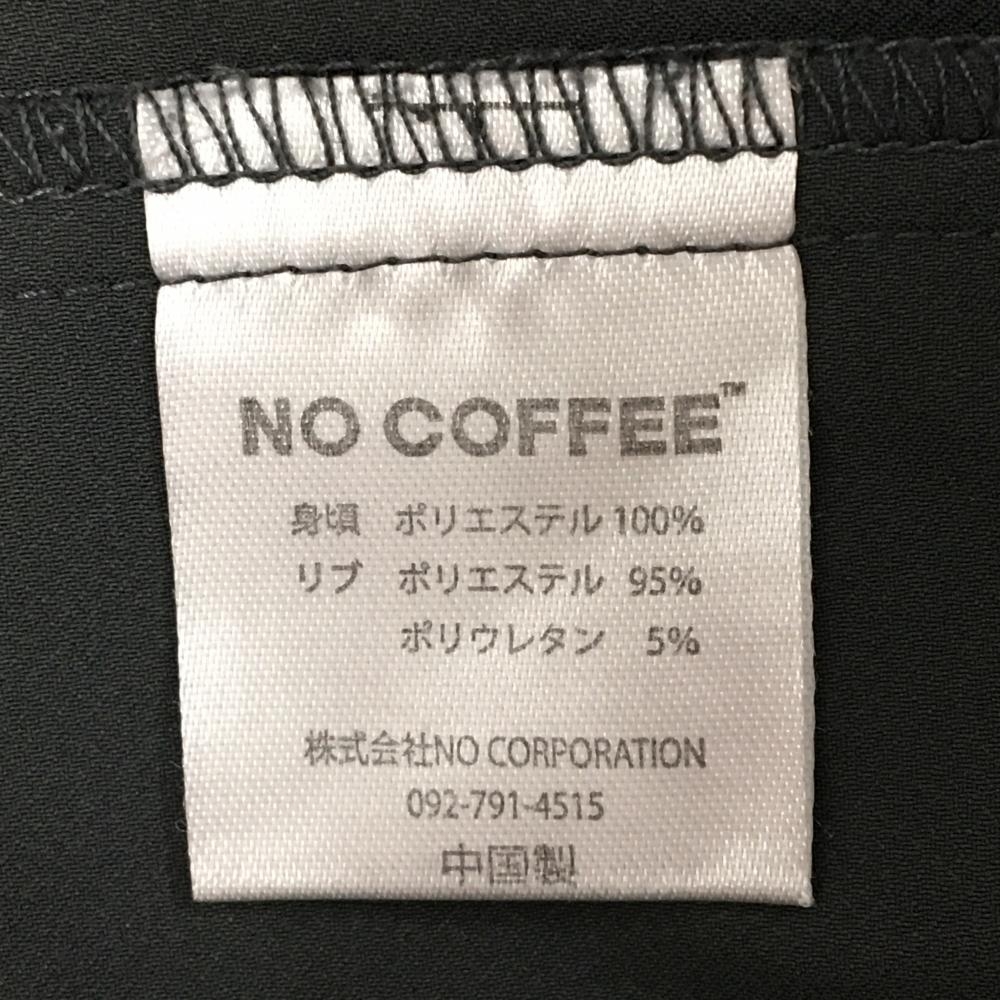 NO COFFEE™
身頃 ポリエステル 100%
リブ ポリエステル 95%
ポリウレタン 5%
株式会社NO CORPORATION
092-791-4515
中国製